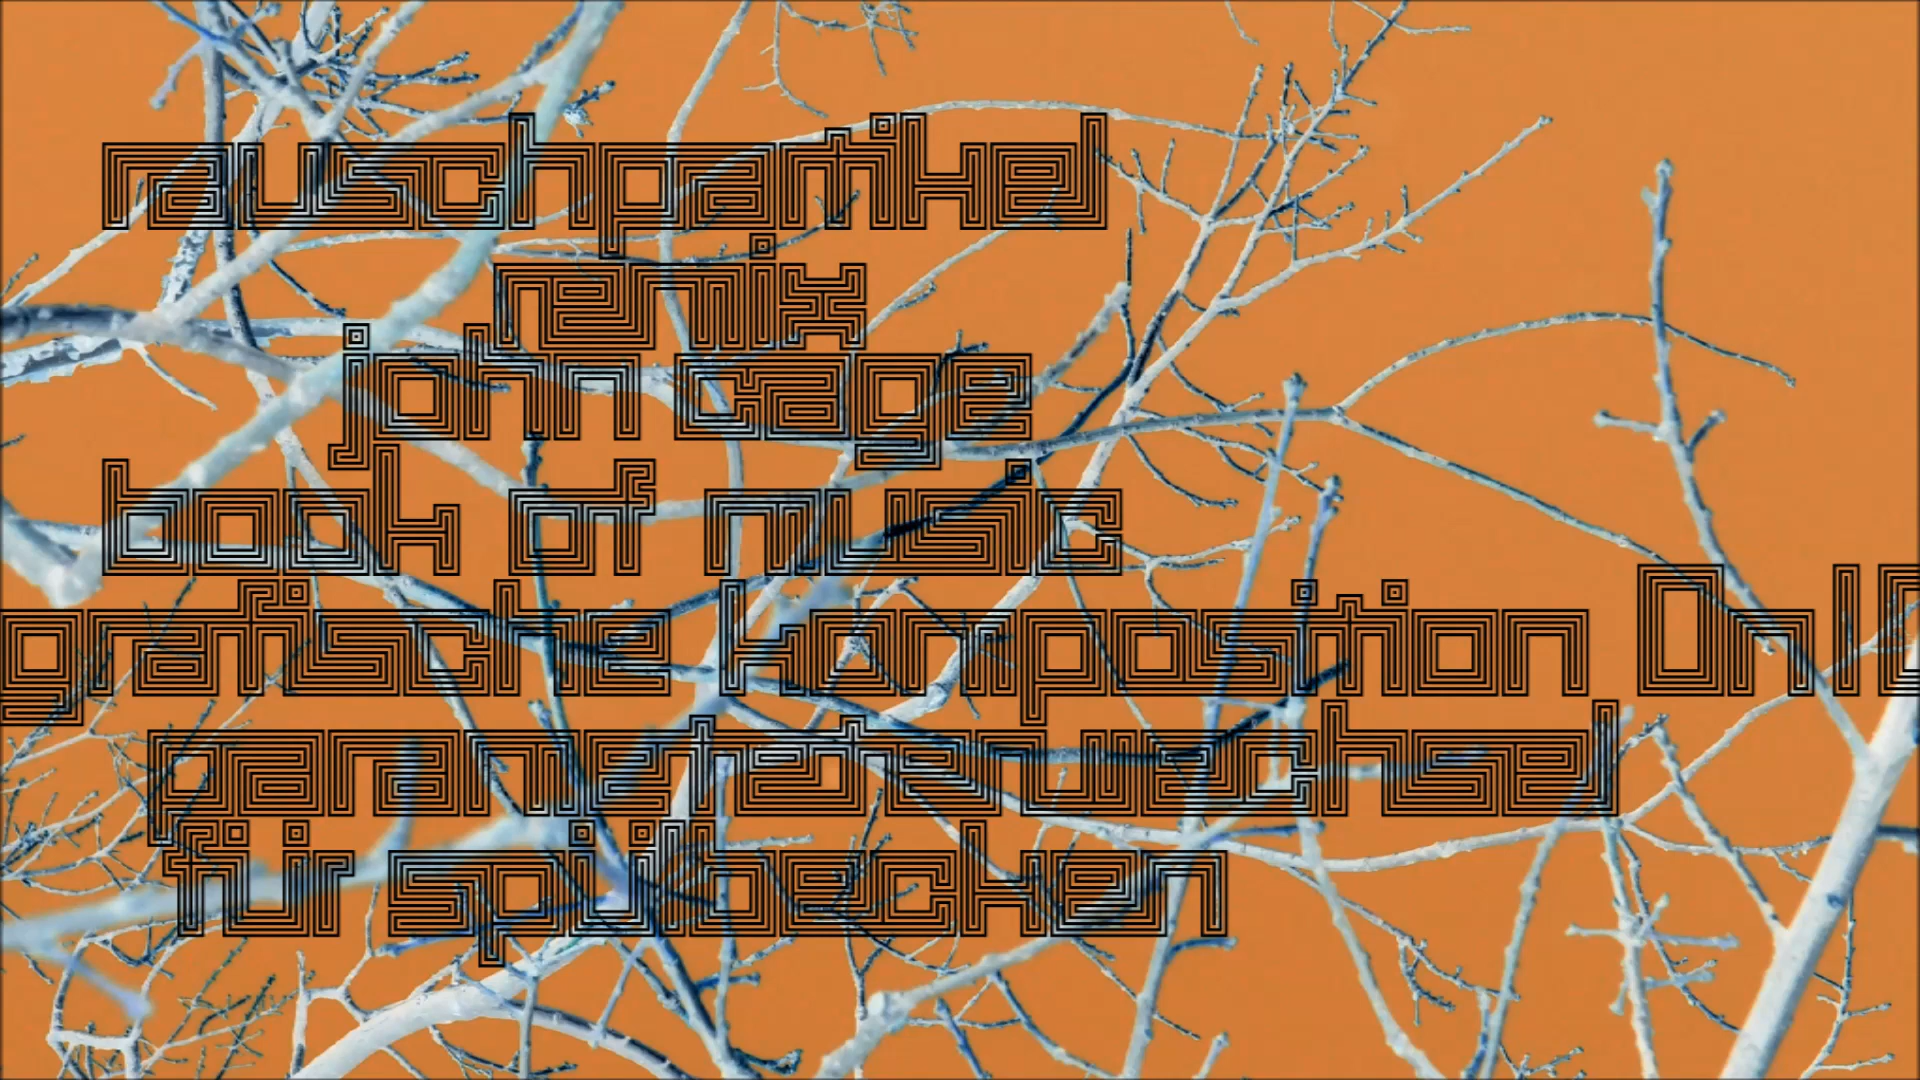 rauschpartikel
remix
john cage
book of music
grafische komposition 0n10
parameterwechsel
für spülbecken